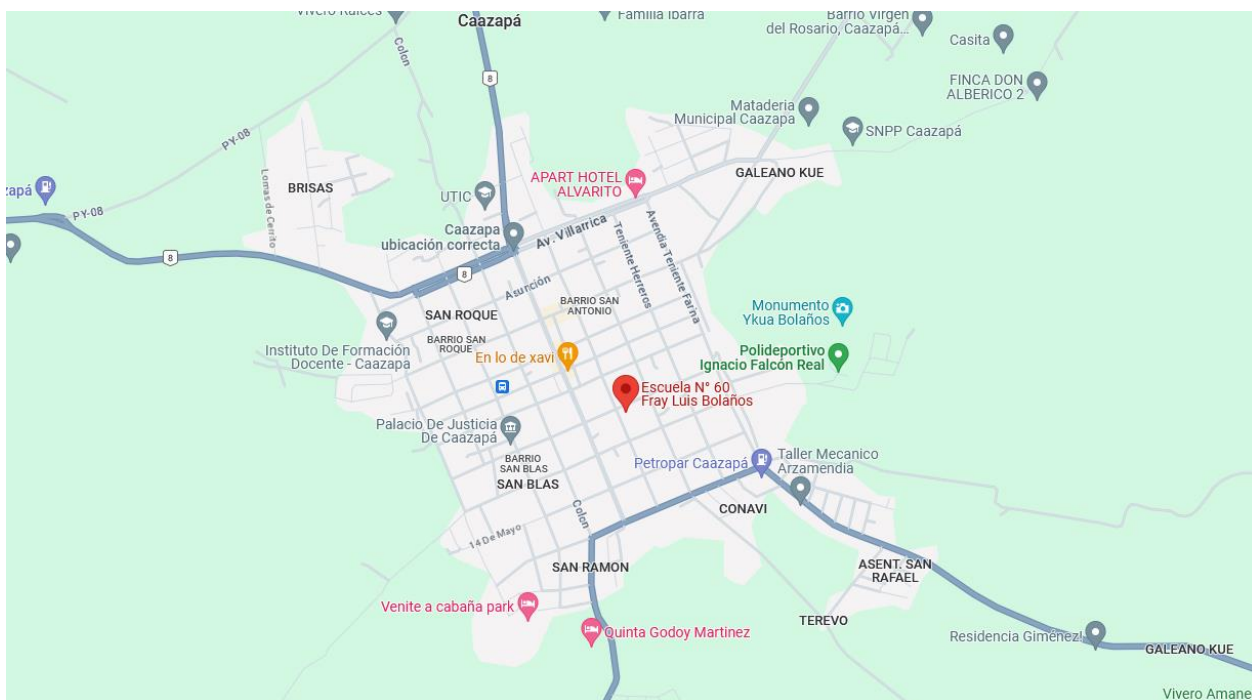 Vivero Raíces
Caazapá
Familia Ibarra
Barrio Virgen
del Rosario, Caazapá...
Casita
FINCA DON
ALBERICO 2
Colon
8
PY-08
Mataderia
Municipal Caazapa
SNPP Caazapá
GALEANO KUE
APART HOTEL
ALVARITO
BRISAS
UTIC
Lomas de Cerrito
zapá
PY-08
Caazapa
ubicación correcta
Av. Villarrica
Teniente Herreros
Avendia Teniente Farina
8
8
Asunción
BARRIO SAN
ANTONIO
SAN ROQUE
BARRIO SAN
ROQUE
Monumento
Ykua Bolaños
Instituto De Formación
Docente - Caazapa
En lo de xavi
Polideportivo
Ignacio Falcón Real
Escuela N° 60
Fray Luis Bolaños
Palacio De Justicia
De Caazapá
BARRIO
SAN BLAS
SAN BLAS
Petropar Caazapá
Taller Mecanico
Arzamendia
Colon
CONAVI
14 De Mayo
SAN RAMON
ASENT. SAN
RAFAEL
Venite a cabaña park
TEREVO
Quinta Godoy Martinez
Residencia Giménez!
GALEANO KUE
Vivero Amane